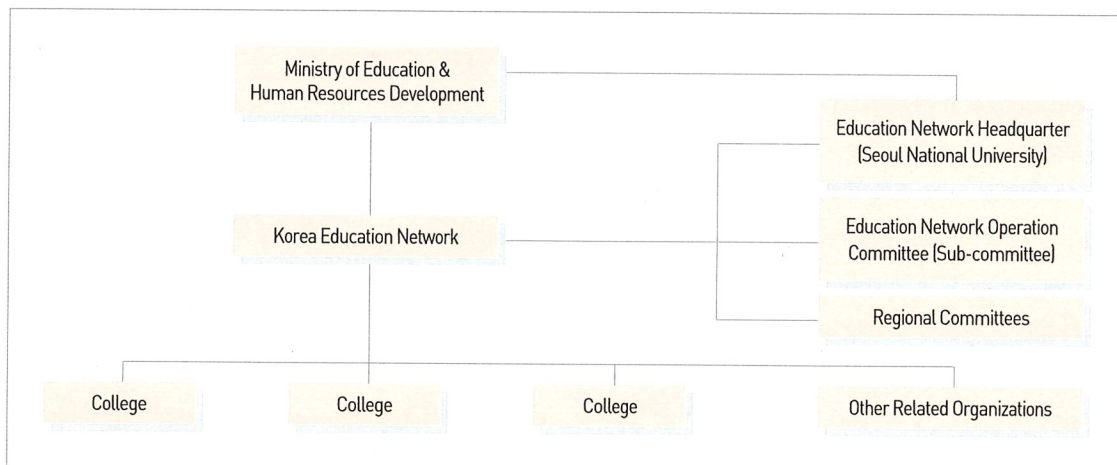 Ministry of Education &
Human Resources Development
Education Network Headquarter
(Seoul National University)
Korea Education Network
Education Network Operation
Committee (Sub-committee)
Regional Committees
College
College
College
Other Related Organizations